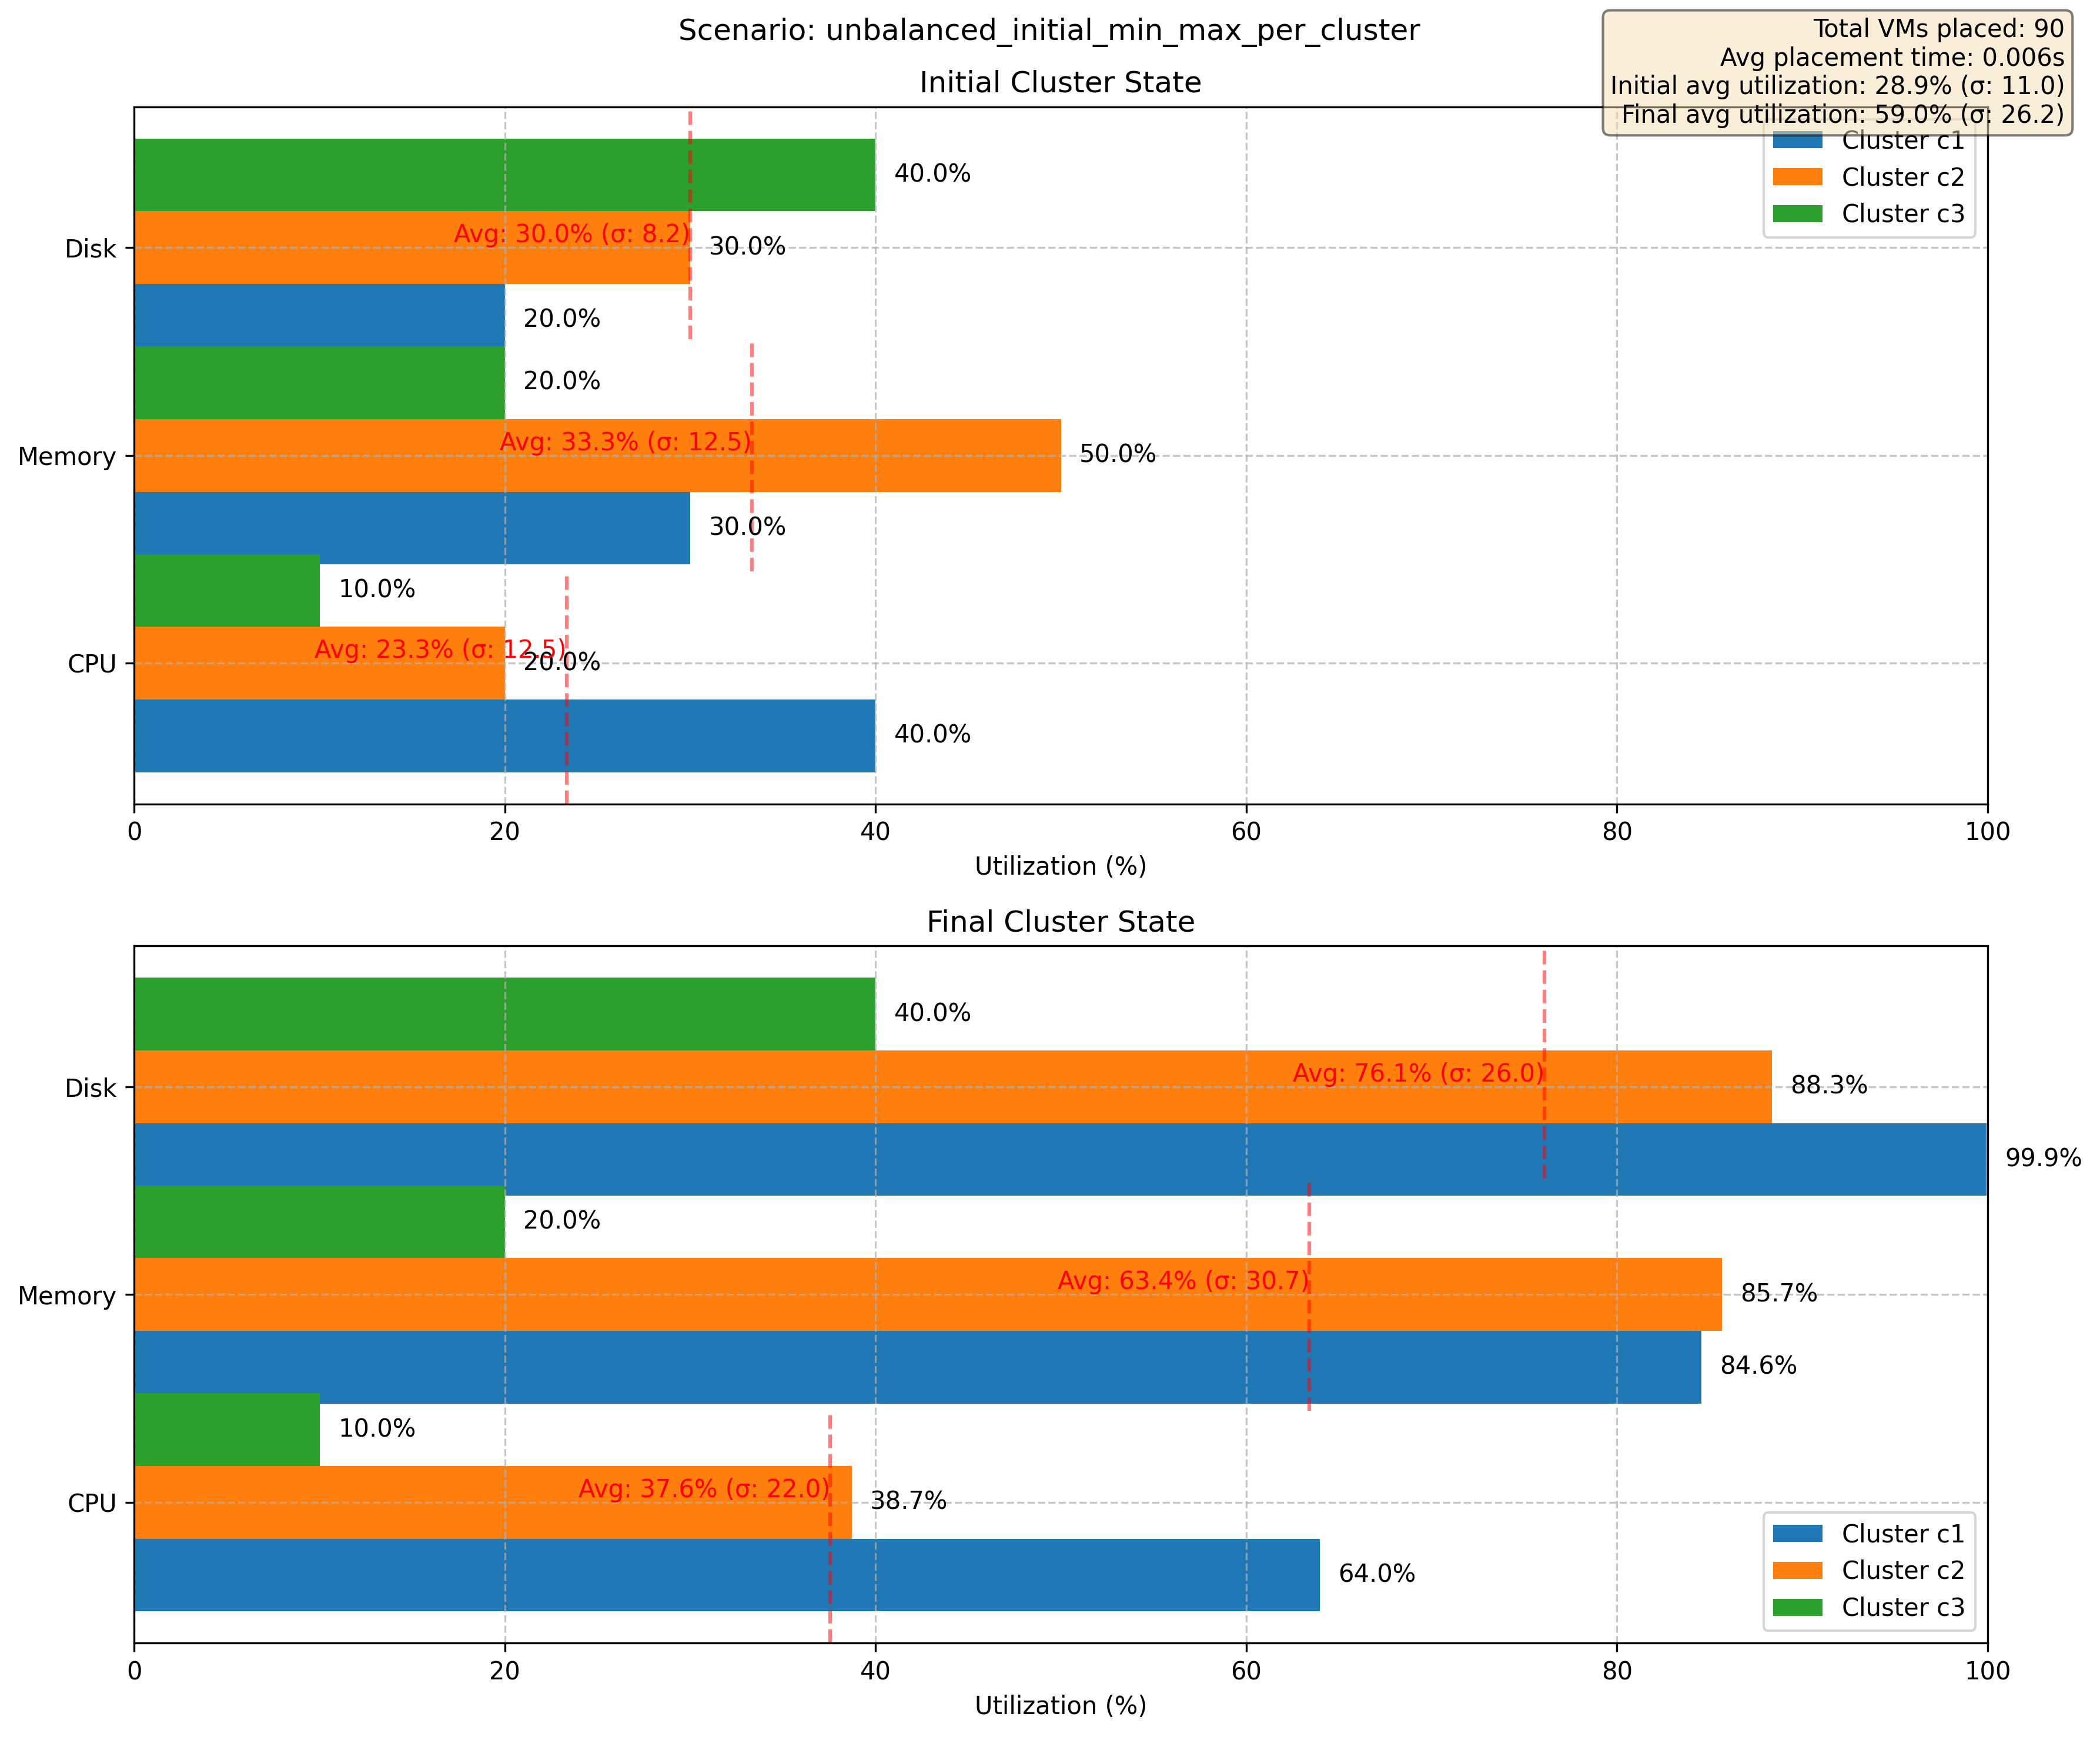 Scenario: unbalanced_initial_min_max_per_cluster
Total VMs placed: 90
Avg placement time: 0.006s
Initial avg utilization: 28.9% (σ: 11.0)
Final avg utilization: 59.0% (σ: 26.2)
Initial Cluster State
Cluster c1
Cluster c2
Cluster c3
40.0%
Disk
Avg: 30.0% (σ: 8.2)
30.0%
20.0%
20.0%
Memory
Avg: 33.3% (σ: 12.5)
50.0%
30.0%
10.0%
CPU
Avg: 23.3% (σ: 12.5)
20.0%
40.0%
0 20 40 60 80 100
Utilization (%)
Final Cluster State
40.0%
Disk
Avg: 76.1% (σ: 26.0)
88.3%
99.9%
20.0%
Memory
Avg: 63.4% (σ: 30.7)
85.7%
84.6%
10.0%
CPU
Avg: 37.6% (σ: 22.0)
38.7%
64.0%
Cluster c1
Cluster c2
Cluster c3
0 20 40 60 80 100
Utilization (%)